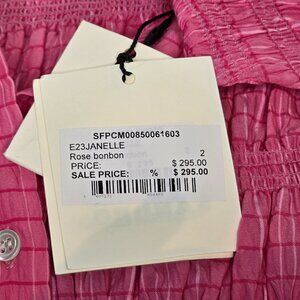 SFPCM00850061603
E23JANELLE
Rose bonbon 2
PRICE: $ 295.00
SALE PRICE: % $ 295.00